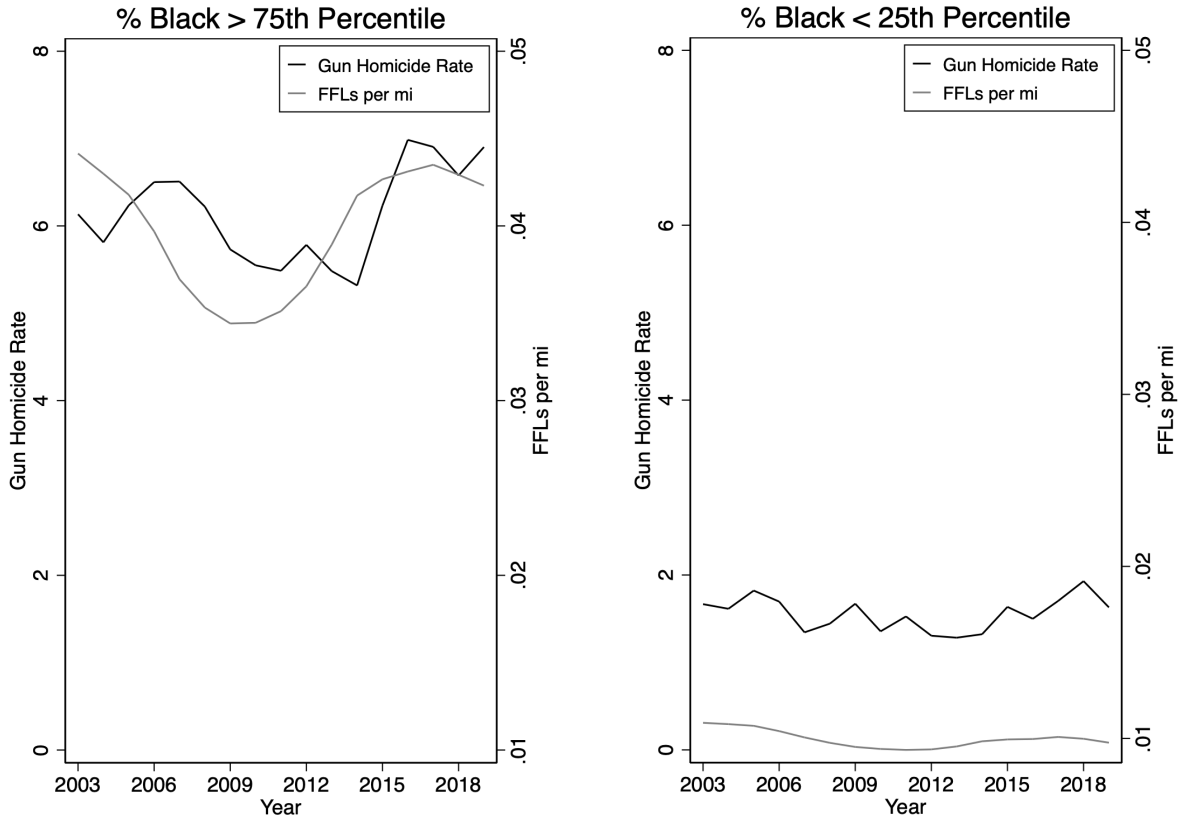 % Black > 75th Percentile
Gun Homicide Rate
FFLs per mi
8
6
4
2
0
Gun Homicide Rate
.05
.04
.03
.02
.01
FFLs per mi
2003 2006 2009 2012 2015 2018
Year
% Black < 25th Percentile
Gun Homicide Rate
FFLs per mi
8
6
4
2
0
Gun Homicide Rate
.05
.04
.03
.02
.01
FFLs per mi
2003 2006 2009 2012 2015 2018
Year